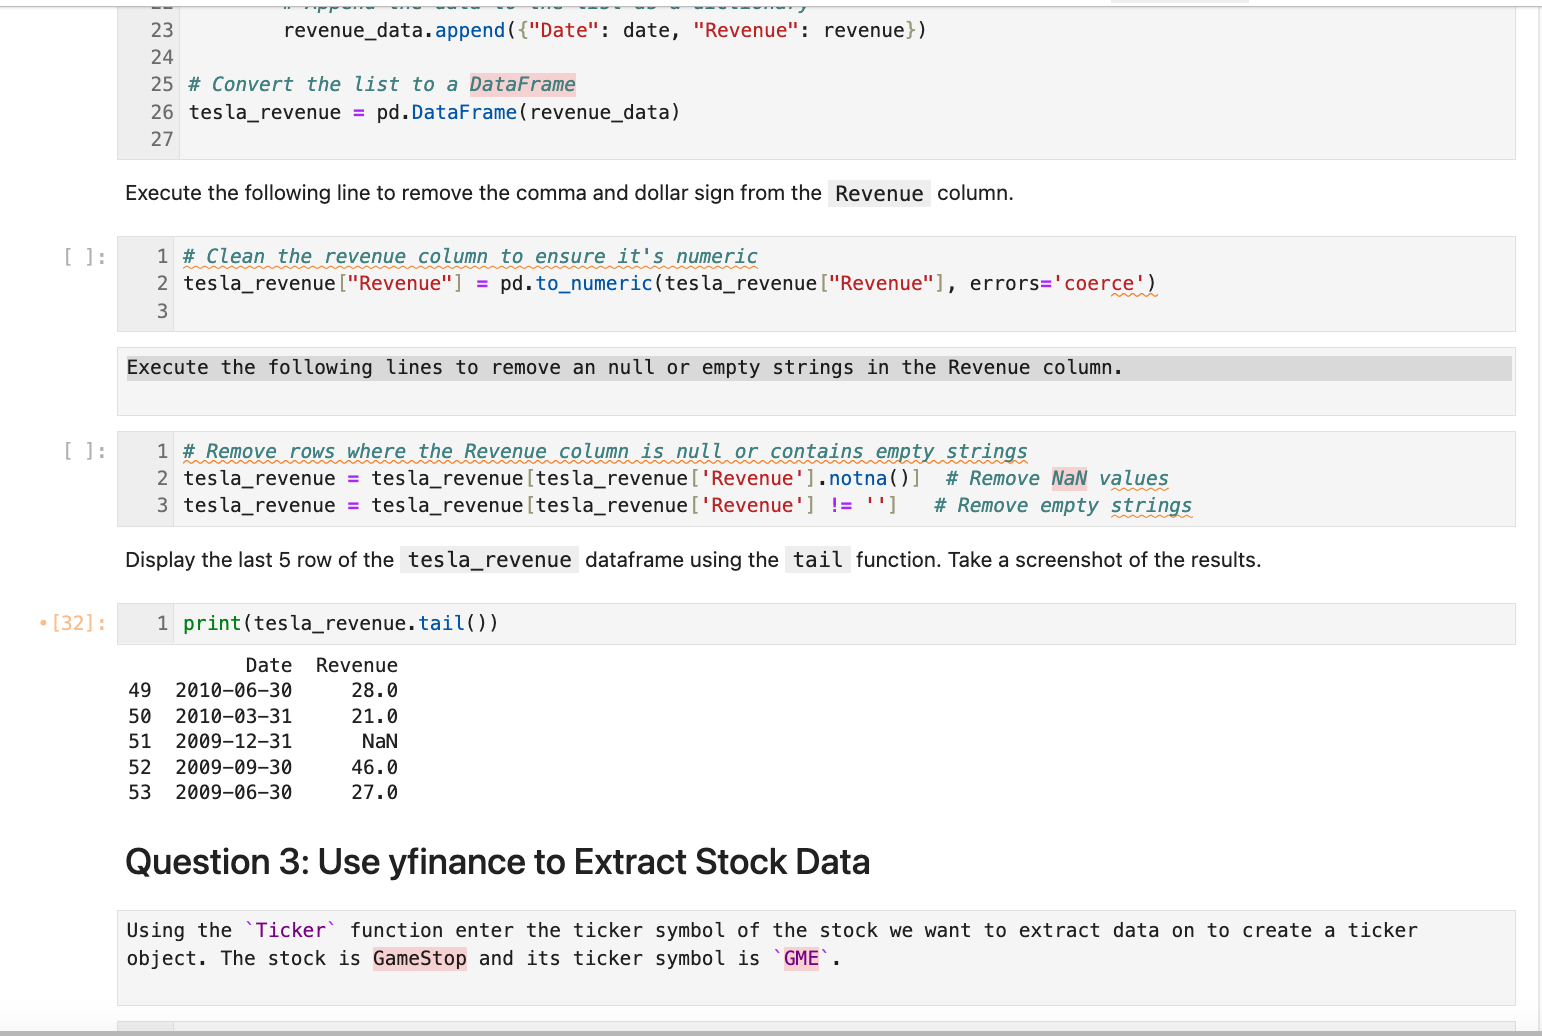 22 # Append the data to the list as a dictionary
23 revenue_data.append({"Date": date, "Revenue": revenue})
24
25 # Convert the list to a DataFrame
26 tesla_revenue = pd.DataFrame(revenue_data)
27
Execute the following line to remove the comma and dollar sign from the Revenue column.
[ ]: 1 # Clean the revenue column to ensure it's numeric
2 tesla_revenue["Revenue"] = pd.to_numeric(tesla_revenue["Revenue"], errors='coerce')
3
Execute the following lines to remove an null or empty strings in the Revenue column.
[ ]: 1 # Remove rows where the Revenue column is null or contains empty strings
2 tesla_revenue = tesla_revenue[tesla_revenue['Revenue'].notna()]  # Remove NaN values
3 tesla_revenue = tesla_revenue[tesla_revenue['Revenue'] != '']   # Remove empty strings
Display the last 5 row of the tesla_revenue dataframe using the tail function. Take a screenshot of the results.
•[32]: 1 print(tesla_revenue.tail())
Date Revenue
49 2010-06-30 28.0
50 2010-03-31 21.0
51 2009-12-31 NaN
52 2009-09-30 46.0
53 2009-06-30 27.0
Question 3: Use yfinance to Extract Stock Data
Using the `Ticker` function enter the ticker symbol of the stock we want to extract data on to create a ticker
object. The stock is GameStop and its ticker symbol is `GME`.